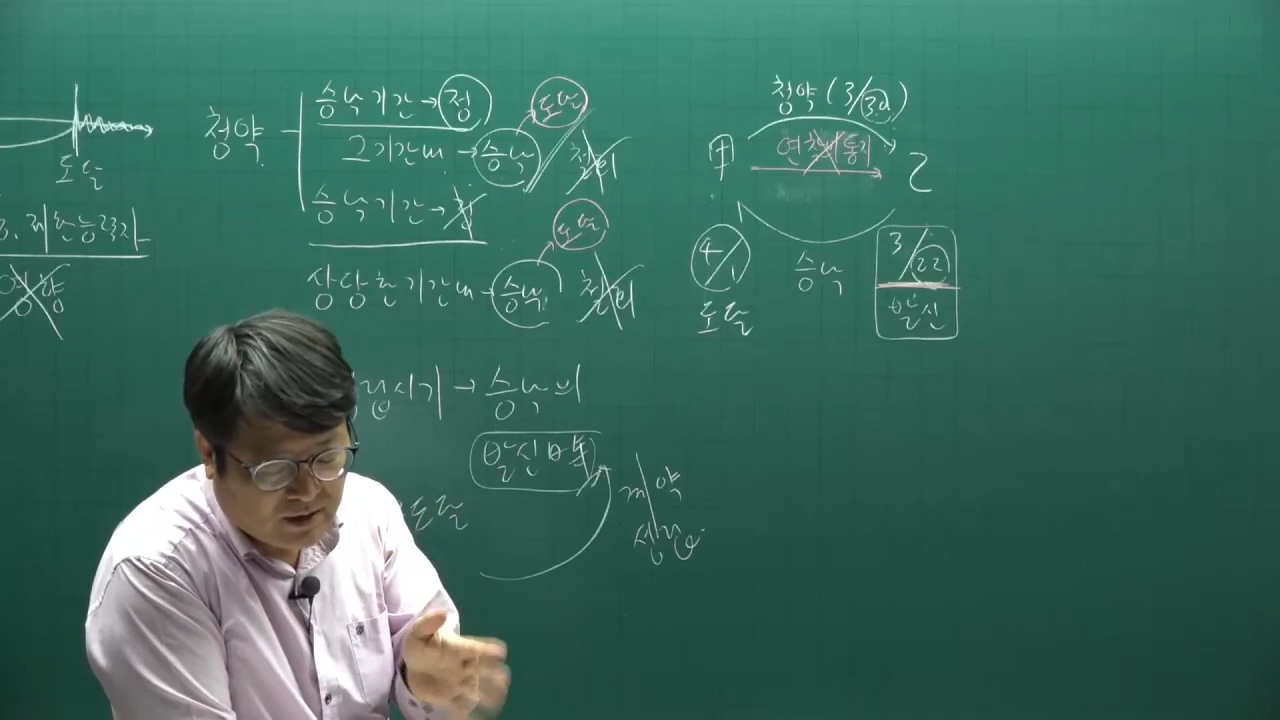 도달
3. 제한능력자
영향
청약
승낙기간→정
도달
그기간내→승낙
철회
승낙기간→정
도달
상당한기간내→승낙
철회
립시기→승낙의
발신
도달
계약
성립
청약 (3/30)
甲
연착통지
乙
4/1
도달
승낙
3/22
발신